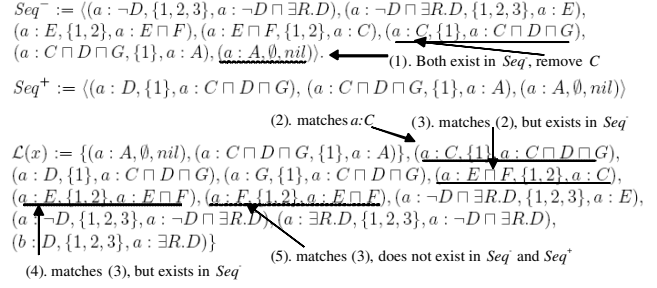 Seq⁻ := ⟨(a : ¬D, {1, 2, 3}, a : ¬D ⊓ ∃R.D), (a : ¬D ⊓ ∃R.D, {1, 2, 3}, a : E),
(a : E, {1, 2}, a : E ⊓ F), (a : E ⊓ F, {1, 2}, a : C), (a : C, {1}, a : C ⊓ D ⊓ G),
(a : C ⊓ D ⊓ G, {1}, a : A), (a : A, ∅, nil)⟩.
(1). Both exist in Seq⁻, remove C
Seq⁺ := ⟨(a : D, {1}, a : C ⊓ D ⊓ G), (a : C ⊓ D ⊓ G, {1}, a : A), (a : A, ∅, nil)⟩
(2). matches a:C (3). matches (2), but exists in Seq⁻
ℒ(x) := {(a : A, ∅, nil), (a : C ⊓ D ⊓ G, {1}, a : A)}, (a : C, {1}, a : C ⊓ D ⊓ G),
(a : D, {1}, a : C ⊓ D ⊓ G), (a : G, {1}, a : C ⊓ D ⊓ G), (a : E ⊓ F, {1, 2}, a : C),
(a : E, {1, 2}, a : E ⊓ F), (a : F, {1, 2}, a : E ⊓ F), (a : ¬D ⊓ ∃R.D, {1, 2, 3}, a : E),
(a : ¬D, {1, 2, 3}, a : ¬D ⊓ ∃R.D), (a : ∃R.D, {1, 2, 3}, a : ¬D ⊓ ∃R.D),
(b : D, {1, 2, 3}, a : ∃R.D)}
(5). matches (3), does not exist in Seq⁻ and Seq⁺
(4). matches (3), but exists in Seq⁻